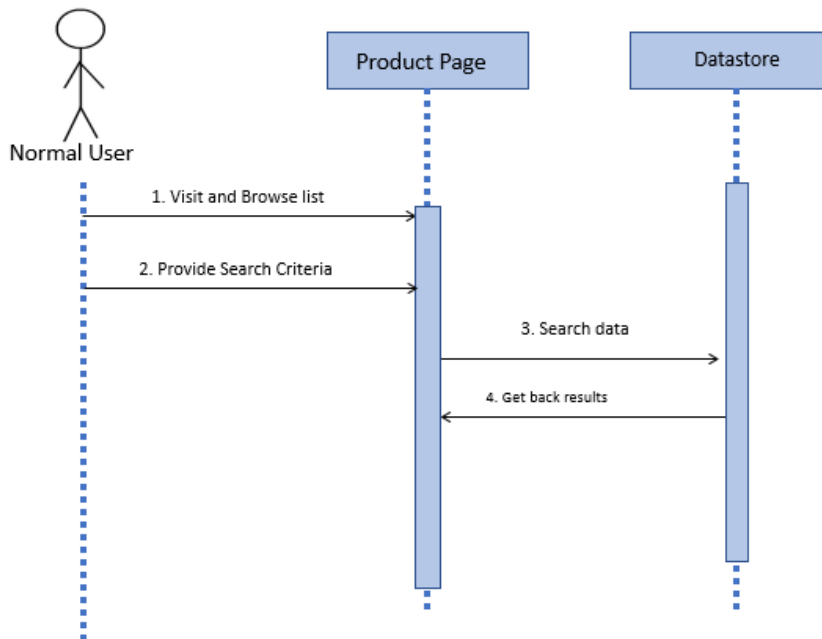 Product Page
Datastore
Normal User
1. Visit and Browse list
2. Provide Search Criteria
3. Search data
4. Get back results